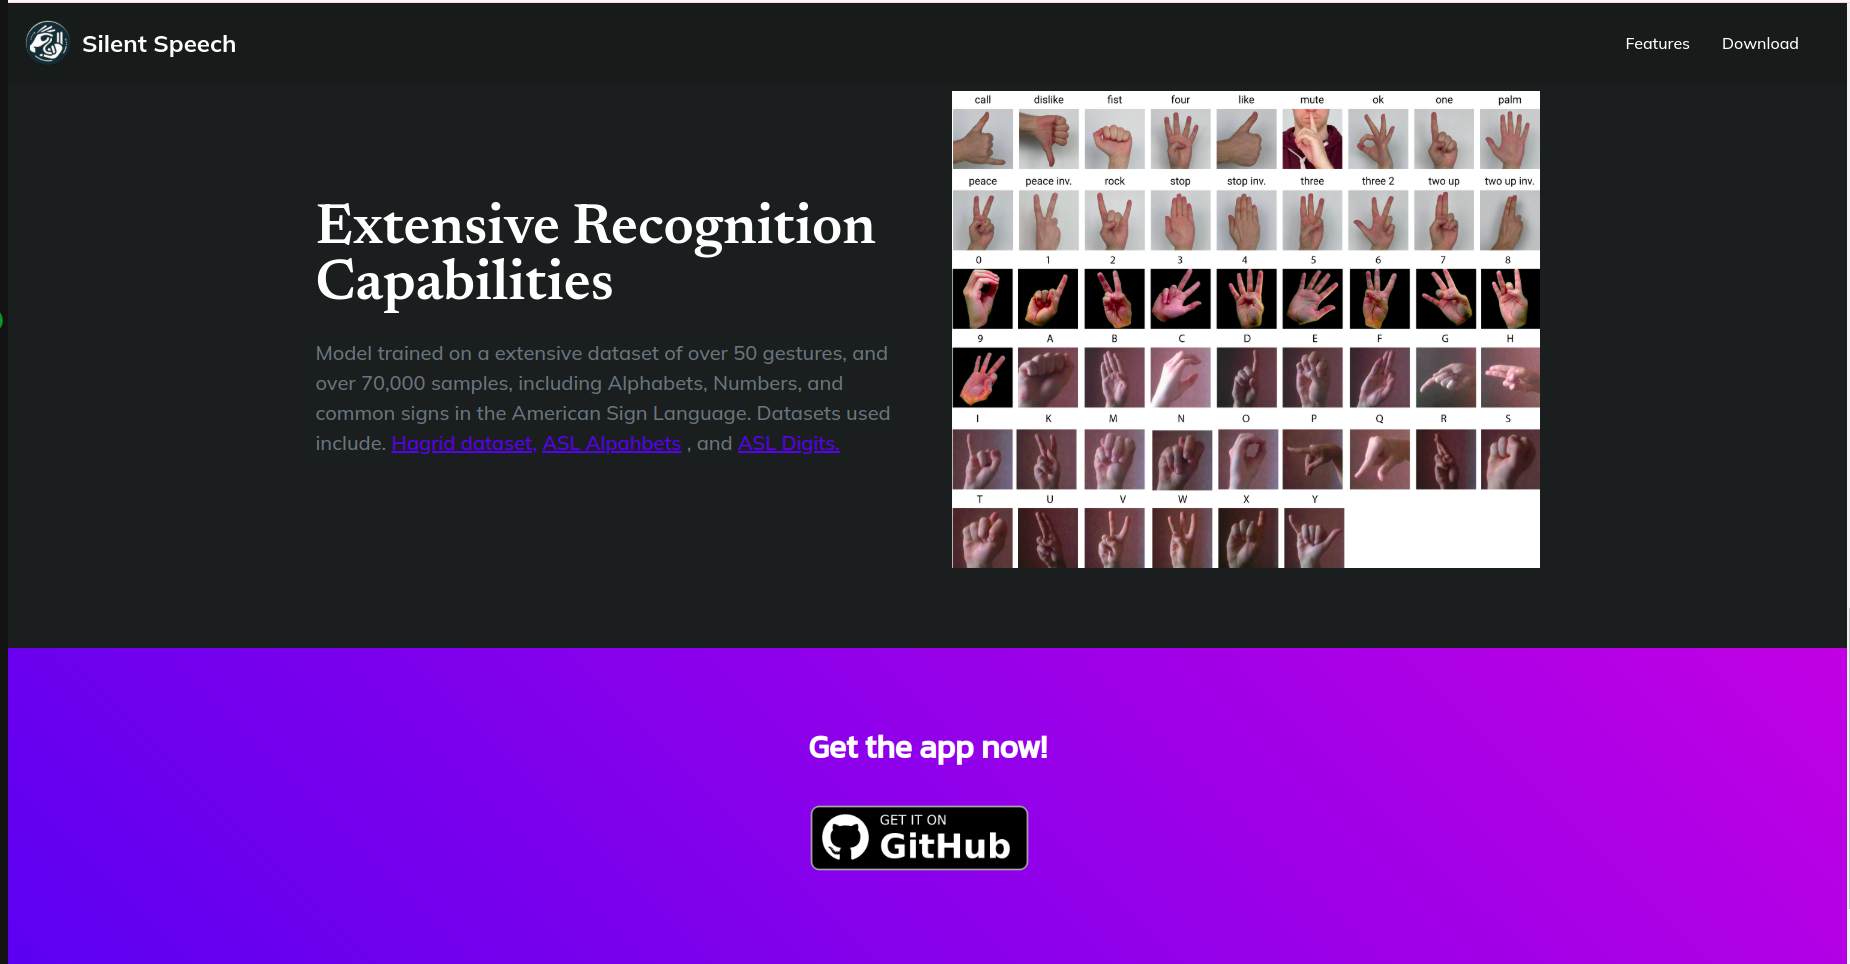 Silent Speech
Features Download
Extensive Recognition
Capabilities
Model trained on a extensive dataset of over 50 gestures, and
over 70,000 samples, including Alphabets, Numbers, and
common signs in the American Sign Language. Datasets used
include. Hagrid dataset, ASL Alpahbets , and ASL Digits.
call dislike fist four like mute ok one palm
peace peace inv. rock stop stop inv. three three 2 two up two up inv.
0 1 2 3 4 5 6 7 8
9 A B C D E F G H
I K M N O P Q R S
T U V W X Y
Get the app now!
GET IT ON
GitHub